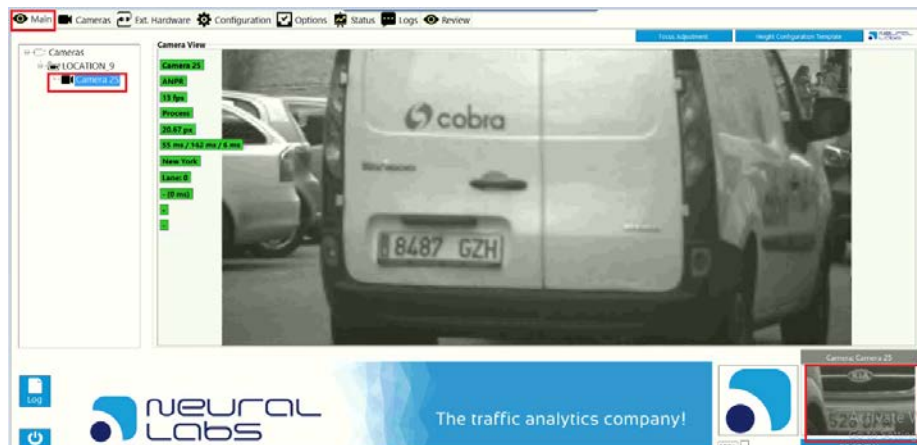 Main Cameras Ext. Hardware Configuration Options Status Logs Review
Focus Adjustment Height Configuration Template
Cameras
LOCATION_9
Camera 25
Camera View
Camera 25
ANPR
13 fps
Process
20.67 px
55 ms / 162 ms / 6 ms
New York
Lane: 0
- (0 ms)
-
-
cobra
8487 GZH
Log
NEURAL
LABS
The traffic analytics company!
Camera: Camera 25
KIA
Activate